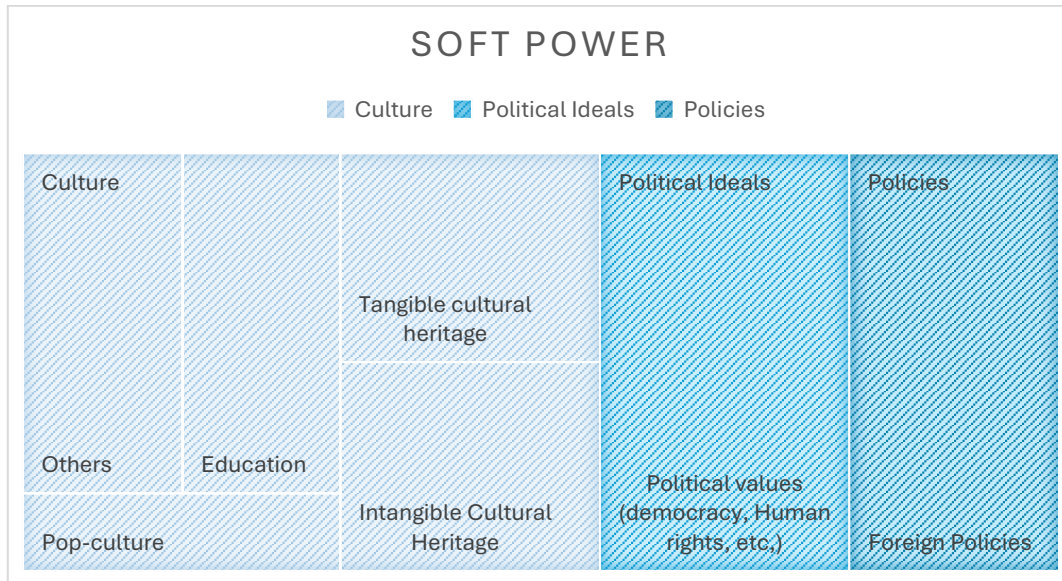 SOFT POWER
Culture Political Ideals Policies
Culture
Others
Education
Pop-culture
Tangible cultural
heritage
Intangible Cultural
Heritage
Political Ideals
Political values
(democracy, Human
rights, etc,)
Policies
Foreign Policies